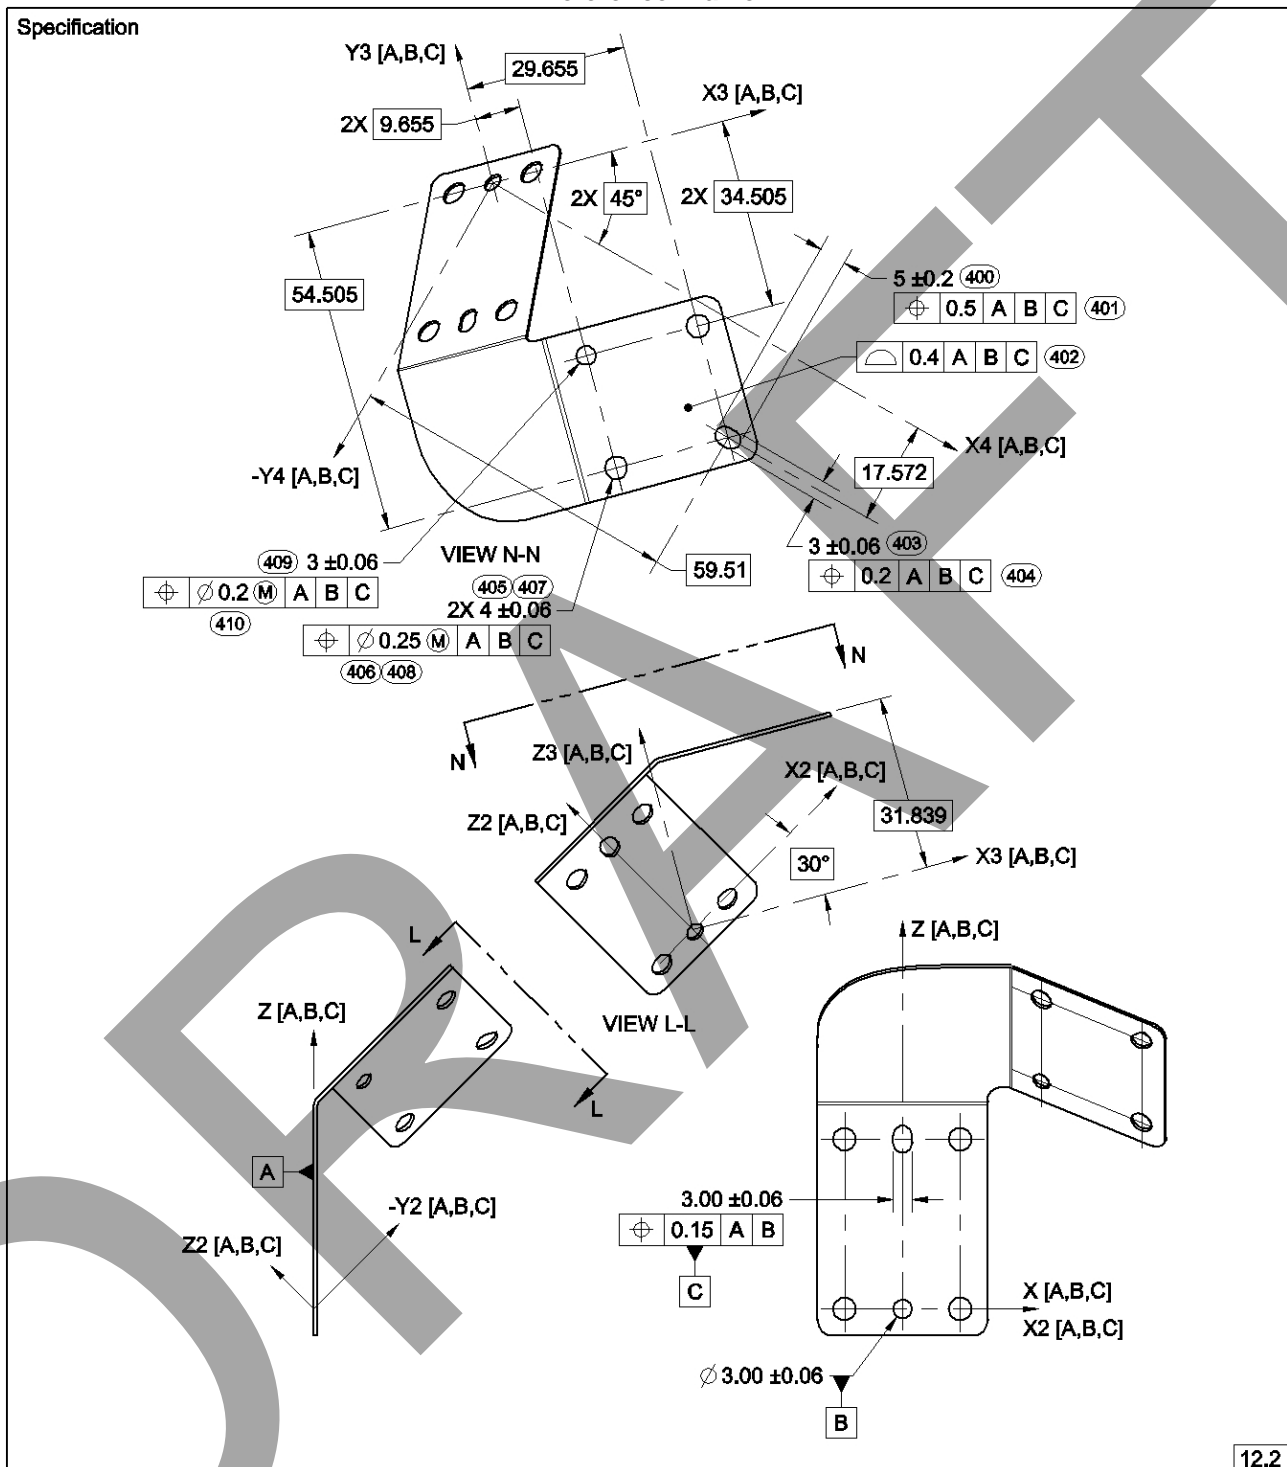 Specification
Y3 [A,B,C]
29.655
X3 [A,B,C]
2X 9.655
2X 45°
2X 34.505
54.505
5 ±0.2 400
⌖ 0.5 A B C 401
⌓ 0.4 A B C 402
X4 [A,B,C]
-Y4 [A,B,C]
17.572
409 3 ±0.06
VIEW N-N
3 ±0.06 403
59.51
⌖ ∅ 0.2 Ⓜ A B C
410
405 407
2X 4 ±0.06
⌖ 0.2 A B C 404
⌖ ∅ 0.25 Ⓜ A B C
406 408
N
N
Z3 [A,B,C]
X2 [A,B,C]
Z2 [A,B,C]
31.839
30°
X3 [A,B,C]
L
Z [A,B,C]
VIEW L-L
Z [A,B,C]
L
A
-Y2 [A,B,C]
Z2 [A,B,C]
3.00 ±0.06
⌖ 0.15 A B
C
X [A,B,C]
X2 [A,B,C]
∅ 3.00 ±0.06
B
12.2
DRAFT